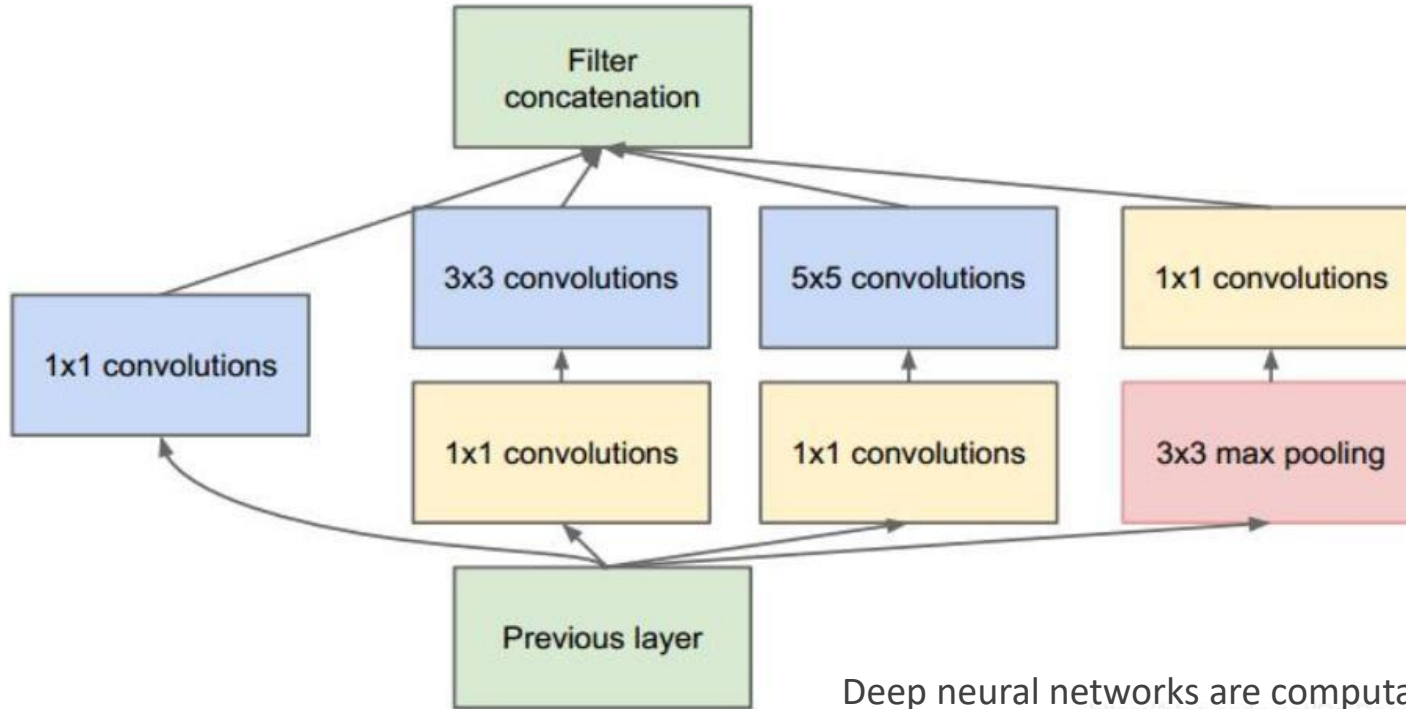 Filter
concatenation
3x3 convolutions
5x5 convolutions
1x1 convolutions
1x1 convolutions
1x1 convolutions
1x1 convolutions
3x3 max pooling
Previous layer
Deep neural networks are